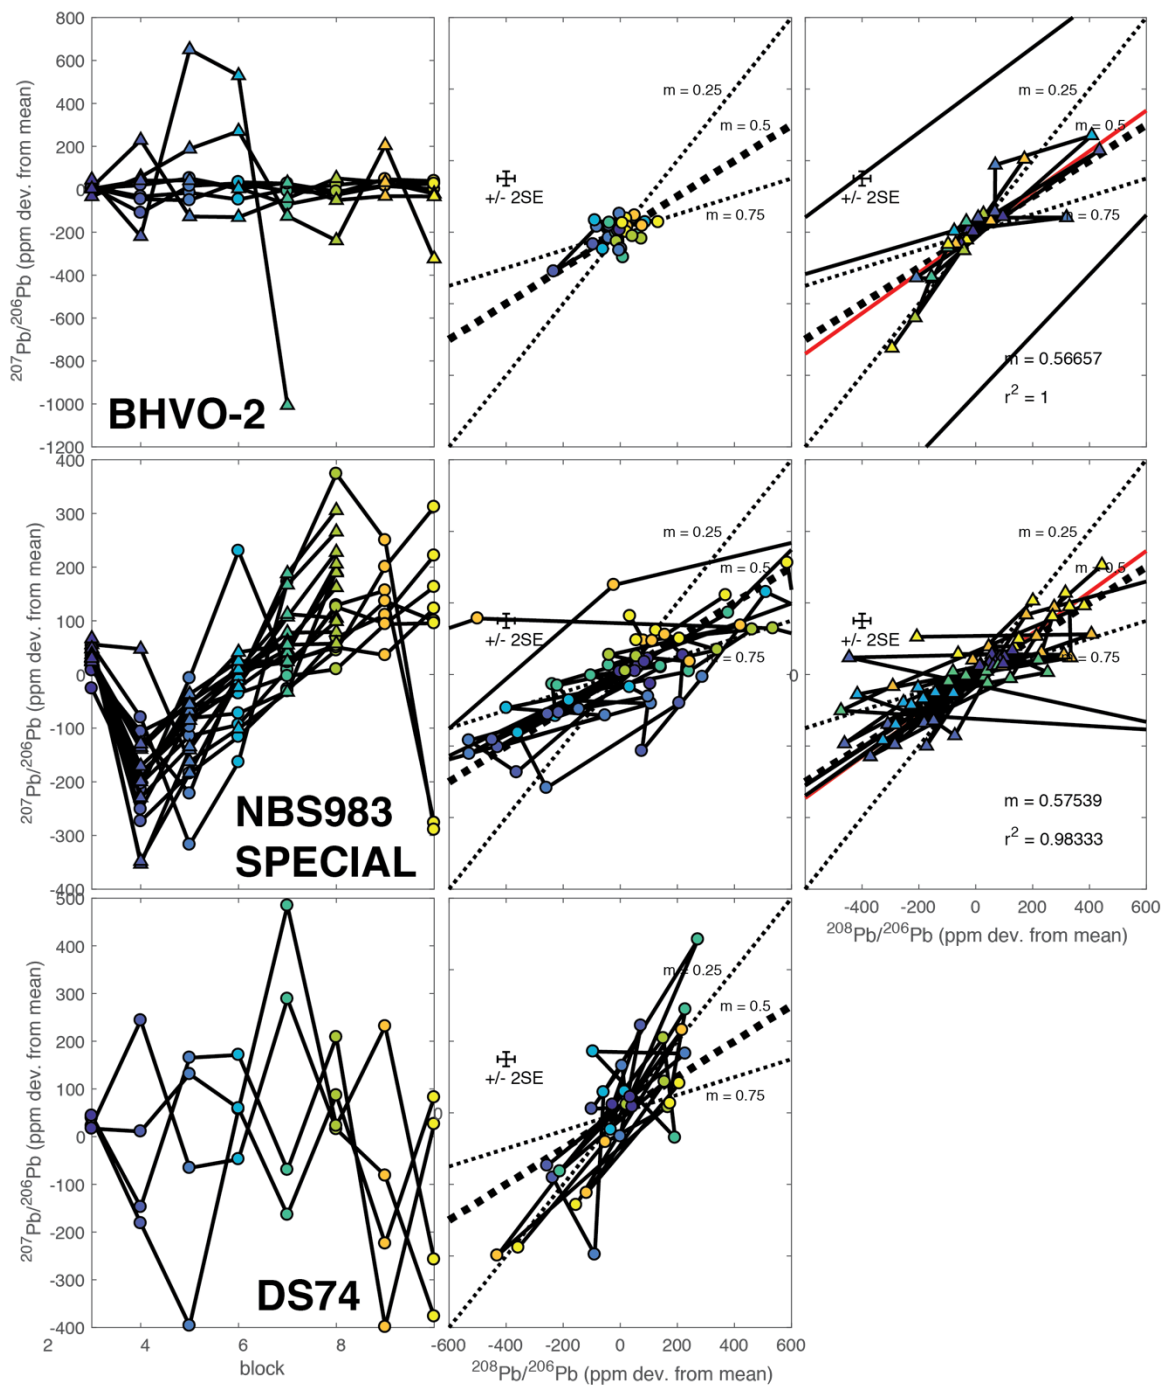 800
600
400
200
0
-200
-400
-600
-800
-1000
-1200
207Pb/206Pb (ppm dev. from mean)
BHVO-2
m = 0.25
m = 0.5
m = 0.75
+/- 2SE
m = 0.25
m = 0.5
m = 0.75
+/- 2SE
m = 0.56657
r2 = 1
400
300
200
100
0
-100
-200
-300
-400
207Pb/206Pb (ppm dev. from mean)
NBS983
SPECIAL
m = 0.25
m = 0.5
m = 0.75
+/- 2SE
0
m = 0.25
m = 0.5
m = 0.75
+/- 2SE
m = 0.57539
r2 = 0.98333
-400 -200 0 200 400 600
208Pb/206Pb (ppm dev. from mean)
500
400
300
200
100
0
-100
-200
-300
-400
207Pb/206Pb (ppm dev. from mean)
DS74
2 4 6 8
block
0
m = 0.25
m = 0.5
m = 0.75
+/- 2SE
-600 -400 -200 0 200 400 600
208Pb/206Pb (ppm dev. from mean)